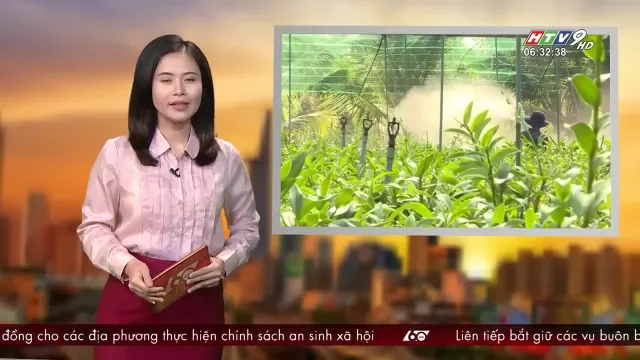 HTV9 HD
06:32:38
đồng cho các địa phương thực hiện chính sách an sinh xã hội
60
Liên tiếp bắt giữ các vụ buôn b